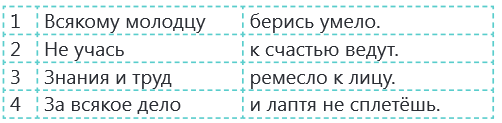 1 Всякому молодцу берись умело.
2 Не учась к счастью ведут.
3 Знания и труд ремесло к лицу.
4 За всякое дело и лаптя не сплетёшь.